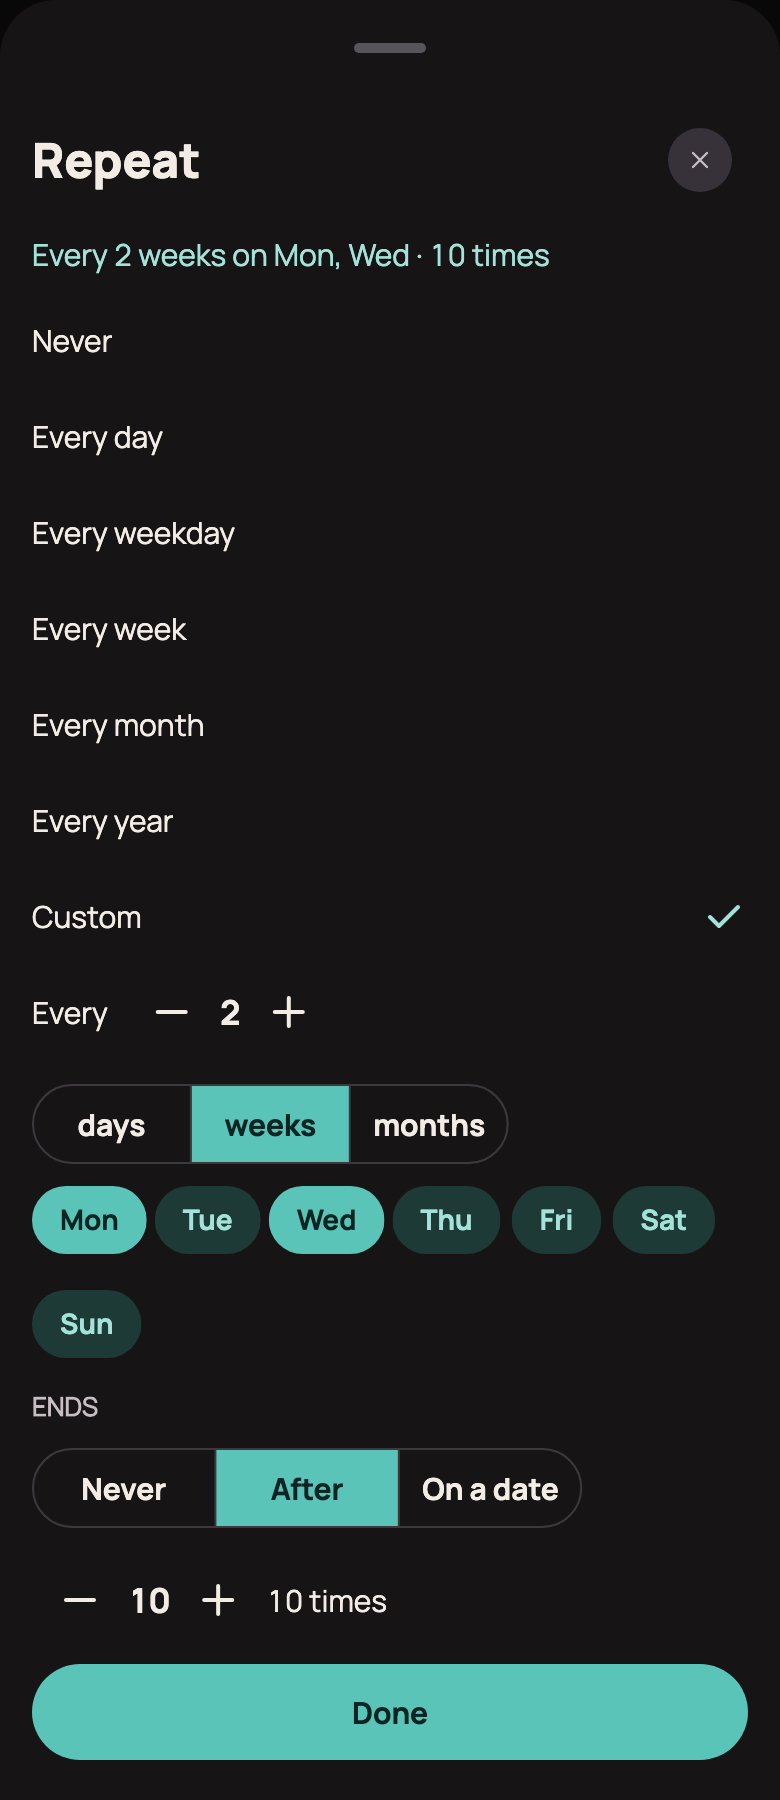 Repeat
Every 2 weeks on Mon, Wed · 10 times
Never
Every day
Every weekday
Every week
Every month
Every year
Custom
Every 2
days weeks months
Mon Tue Wed Thu Fri Sat
Sun
ENDS
Never After On a date
10 10 times
Done